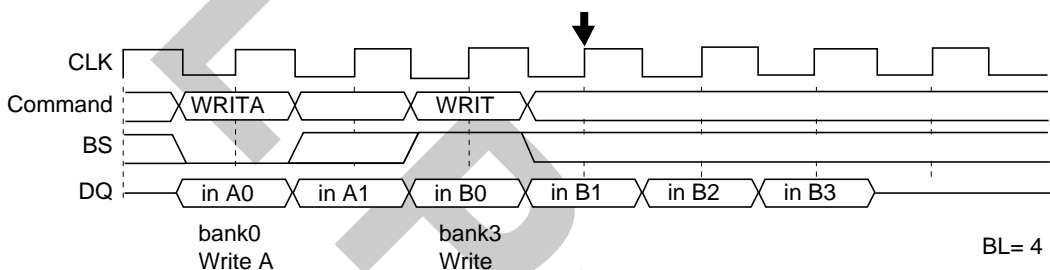 CLK
Command WRITA WRIT
BS
DQ in A0 in A1 in B0 in B1 in B2 in B3
bank0 bank3
Write A Write BL= 4